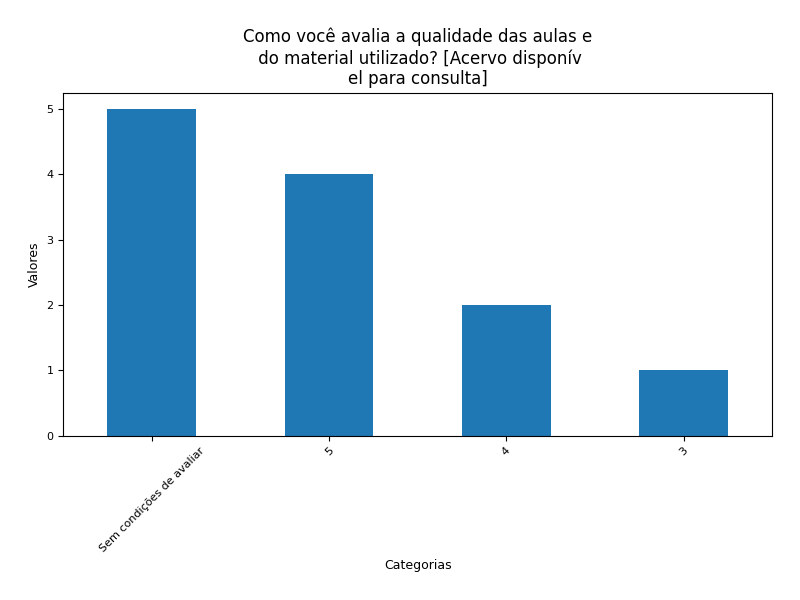 Como você avalia a qualidade das aulas e
do material utilizado? [Acervo disponív
el para consulta]
5
4
3
2
1
0
Valores
Sem condições de avaliar
5
4
3
Categorias